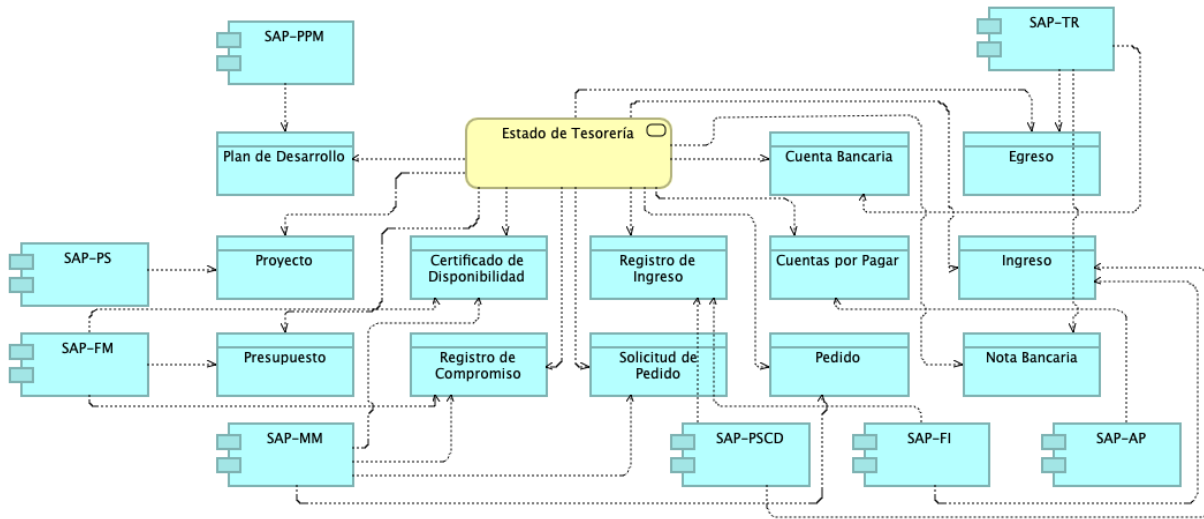 SAP-PPM
SAP-TR
Estado de Tesorería
Plan de Desarrollo
Cuenta Bancaria
Egreso
SAP-PS
Proyecto
Certificado de
Disponibilidad
Registro de
Ingreso
Cuentas por Pagar
Ingreso
SAP-FM
Presupuesto
Registro de
Compromiso
Solicitud de
Pedido
Pedido
Nota Bancaria
SAP-MM
SAP-PSCD
SAP-FI
SAP-AP